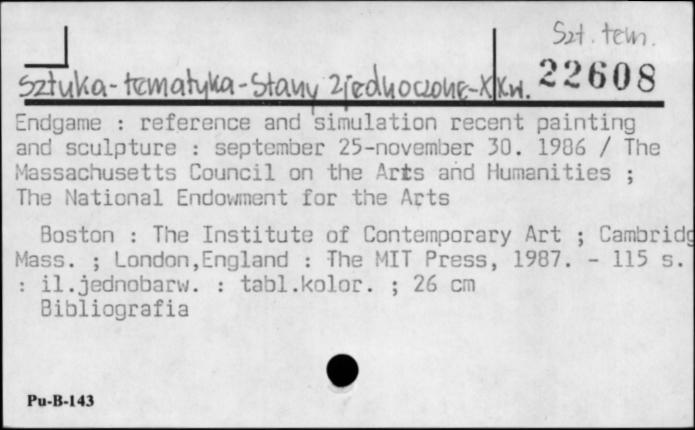 Szt. tem.
Sztuka-tematyka-Stany Zjednoczone-XXw. 22608
Endgame : reference and simulation recent painting
and sculpture : september 25-november 30. 1986 / The
Massachusetts Council on the Arts and Humanities ;
The National Endowment for the Arts
Boston : The Institute of Contemporary Art ; Cambridg
Mass. ; London,England : The MIT Press, 1987. - 115 s.
: il.jednobarw. : tabl.kolor. ; 26 cm
Bibliografia
Pu-B-143